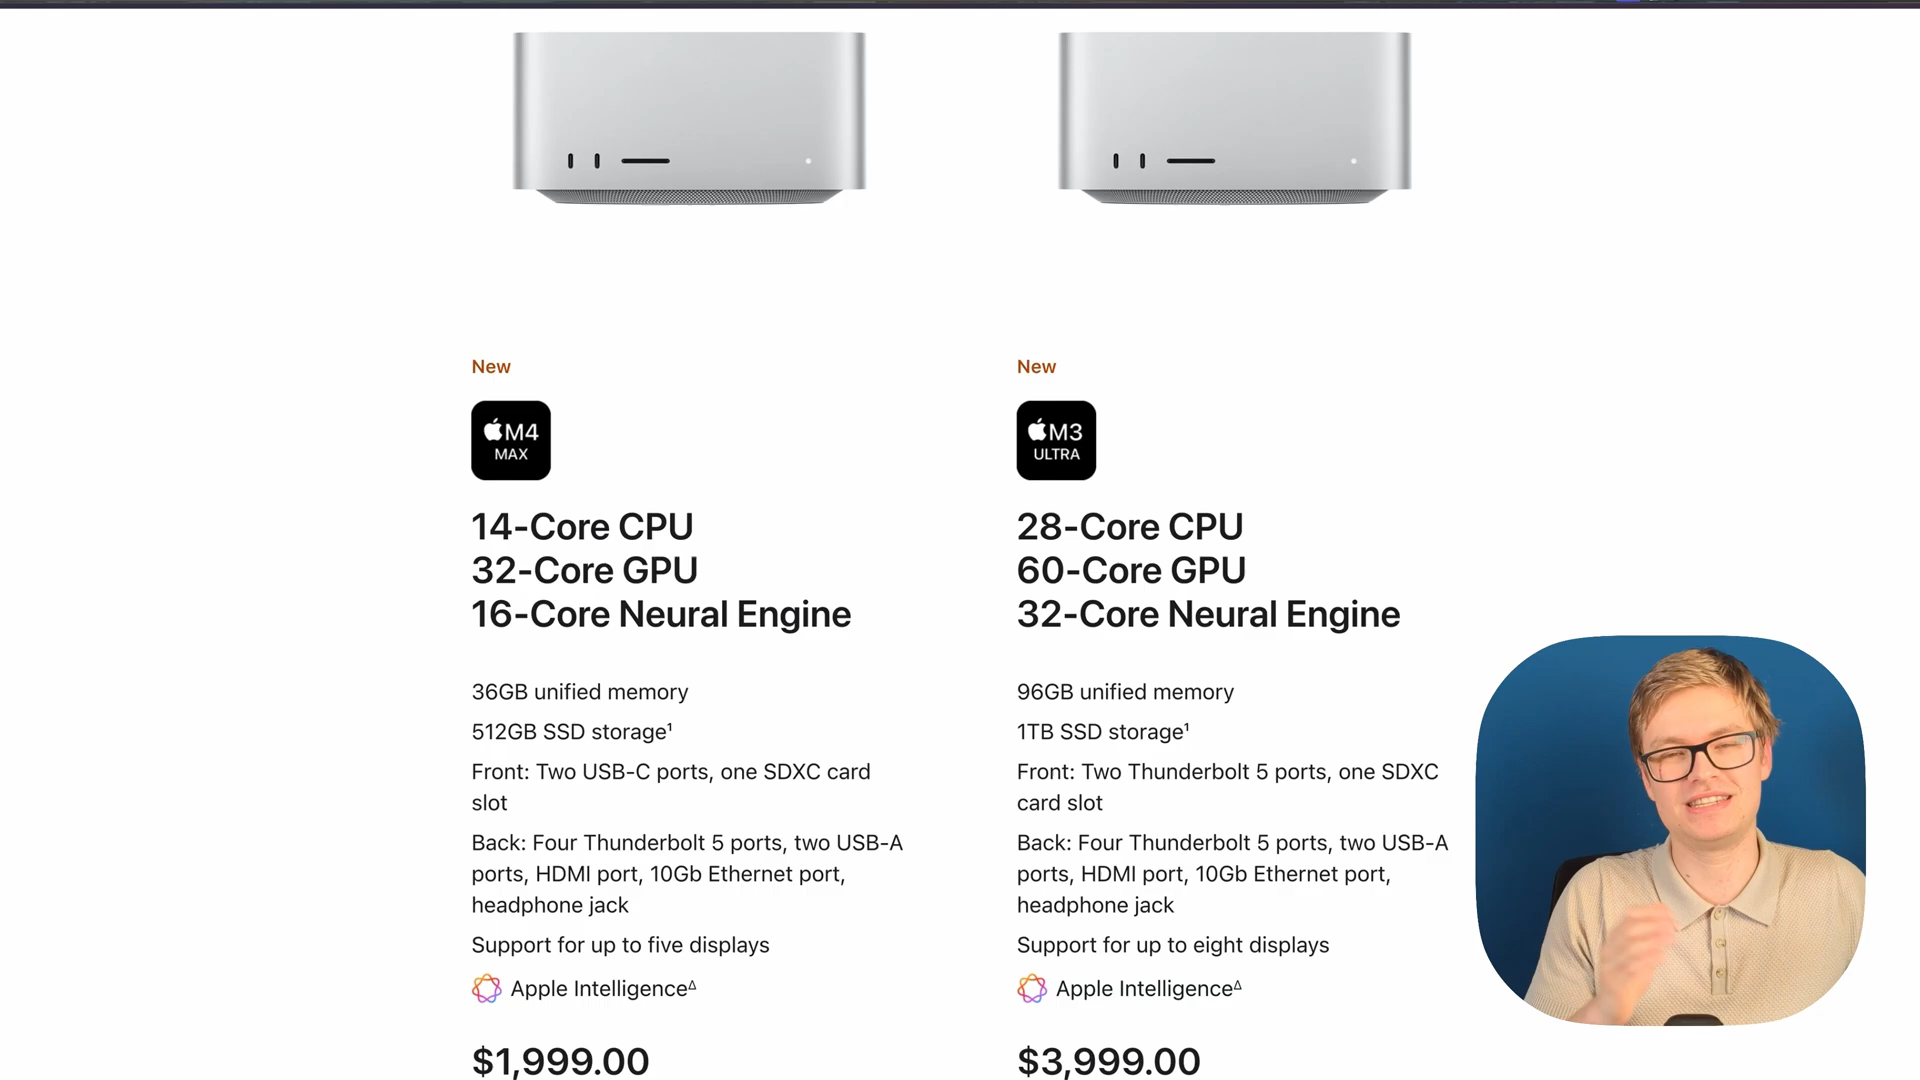 New
M4
MAX
14-Core CPU
32-Core GPU
16-Core Neural Engine
36GB unified memory
512GB SSD storage¹
Front: Two USB-C ports, one SDXC card
slot
Back: Four Thunderbolt 5 ports, two USB-A
ports, HDMI port, 10Gb Ethernet port,
headphone jack
Support for up to five displays
Apple Intelligence∆
$1,999.00
New
M3
ULTRA
28-Core CPU
60-Core GPU
32-Core Neural Engine
96GB unified memory
1TB SSD storage¹
Front: Two Thunderbolt 5 ports, one SDXC
card slot
Back: Four Thunderbolt 5 ports, two USB-A
ports, HDMI port, 10Gb Ethernet port,
headphone jack
Support for up to eight displays
Apple Intelligence∆
$3,999.00